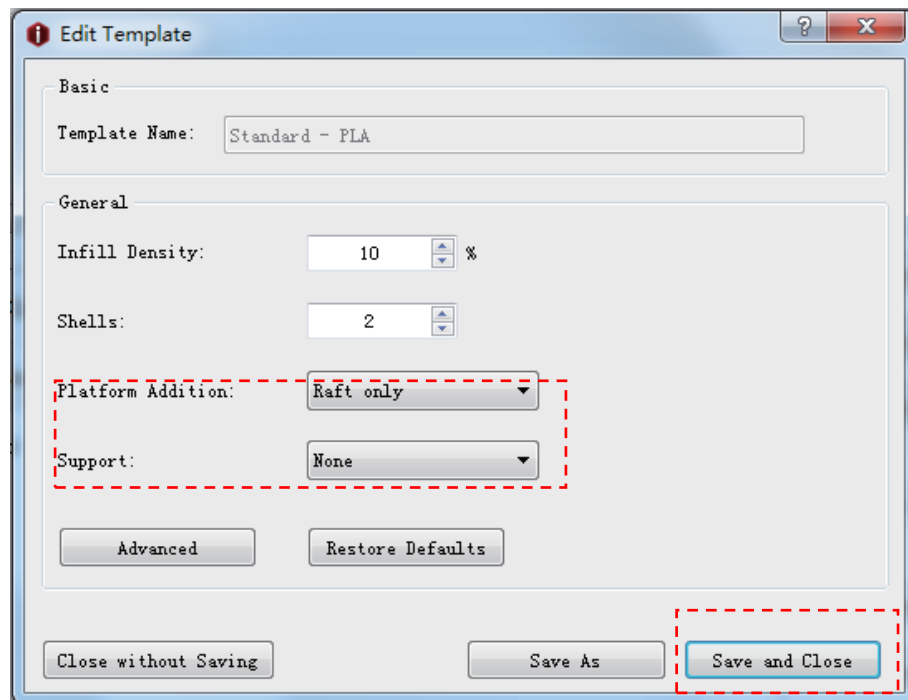 Edit Template
Basic
Template Name: Standard - PLA
General
Infill Density: 10 %
Shells: 2
Platform Addition: Raft only
Support: None
Advanced Restore Defaults
Close without Saving Save As Save and Close